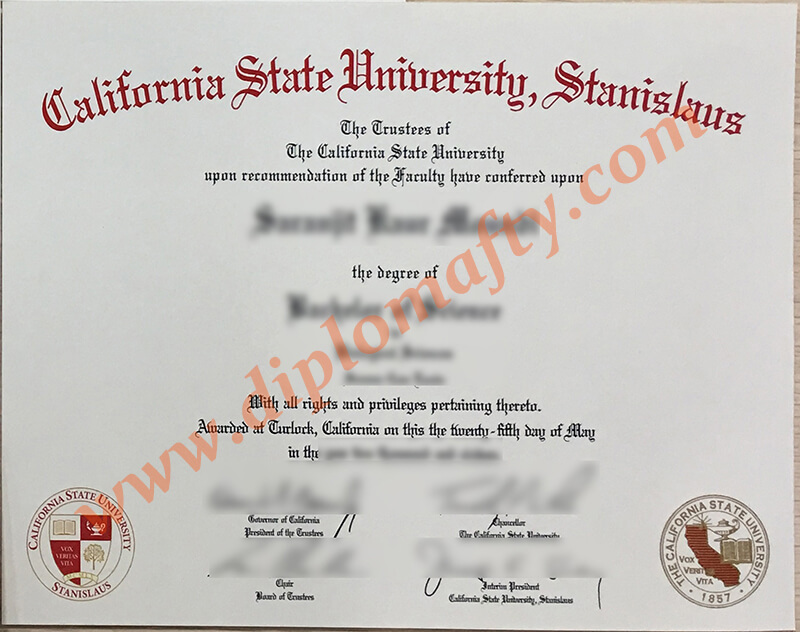 California State University, Stanislaus
The Trustees of
The California State University
upon recommendation of the Faculty have conferred upon
the degree of
Bachelor of Science
With all rights and privileges pertaining thereto.
Awarded at Turlock, California on this the twenty-fifth day of May
in the
Governor of California
President of the Trustees
Chancellor
The California State University
Chair
Board of Trustees
Interim President
California State University, Stanislaus
CALIFORNIA STATE UNIVERSITY
VOX
VERITAS
VITA
STANISLAUS
THE CALIFORNIA STATE UNIVERSITY
VOX
VERITAS
VITA
1857
www.diplomafty.com